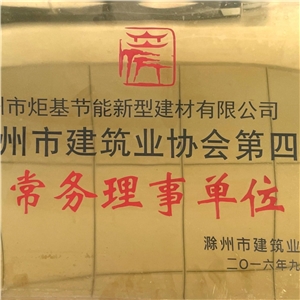 州市炬基节能新型建材有限公司
州市建筑业协会第四
常务理事单位
滁州市建筑业
二〇一六年九